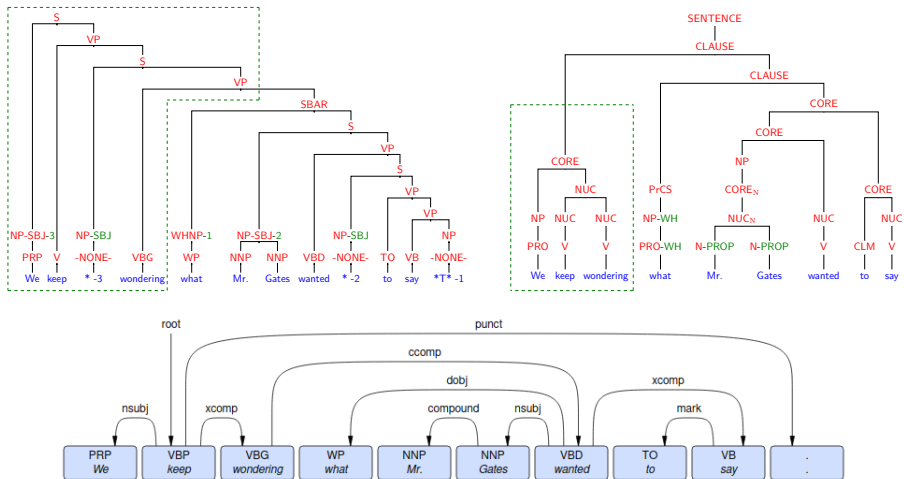 S
VP
S
VP
SBAR
S
VP
S
VP
VP
NP-SBJ-3 NP-SBJ WHNP-1 NP-SBJ-2 NP-SBJ NP
PRP V -NONE- VBG WP NNP NNP VBD -NONE- TO VB -NONE-
We keep * -3 wondering what Mr. Gates wanted * -2 to say *T* -1
SENTENCE
CLAUSE
CLAUSE
CORE
CORE
CORE NP
NUC PrCS CORE_N CORE
NP NUC NUC NP-WH NUC_N NUC NUC
PRO V V PRO-WH N-PROP N-PROP V CLM V
We keep wondering what Mr. Gates wanted to say
root punct
ccomp
dobj xcomp
nsubj xcomp compound nsubj mark
PRP VBP VBG WP NNP NNP VBD TO VB .
We keep wondering what Mr. Gates wanted to say .